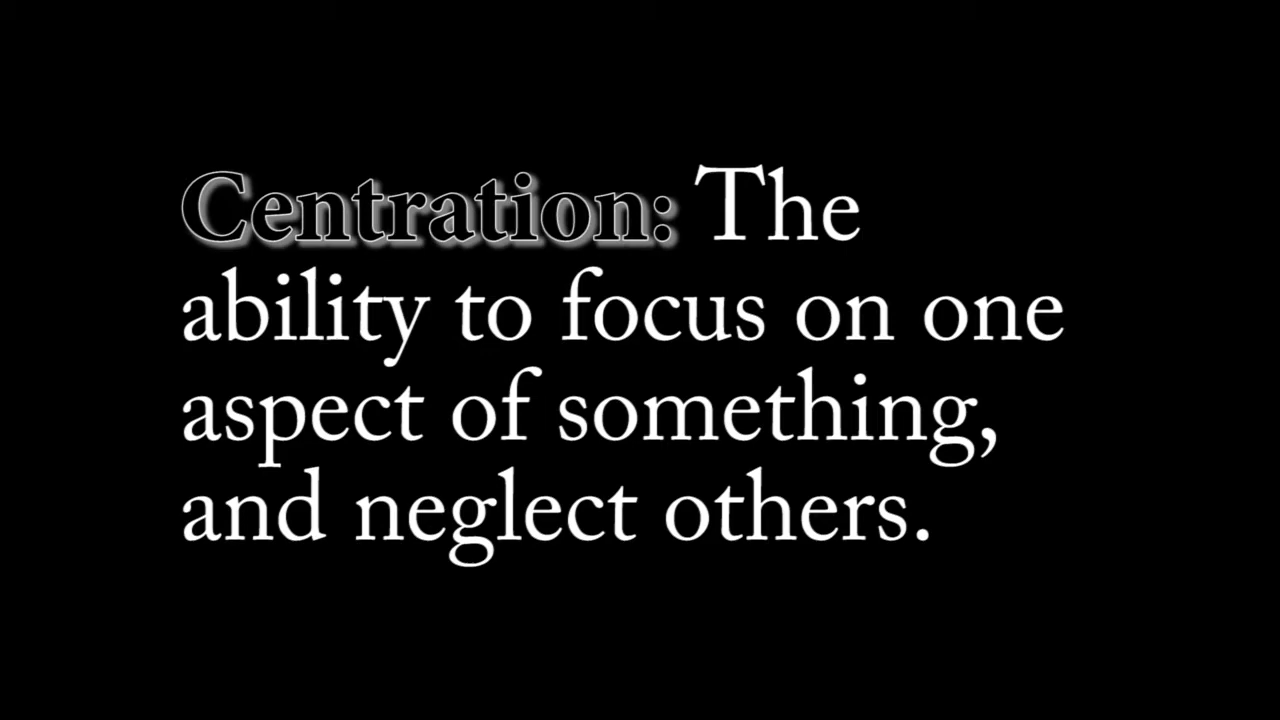 Centration: The
ability to focus on one
aspect of something,
and neglect others.